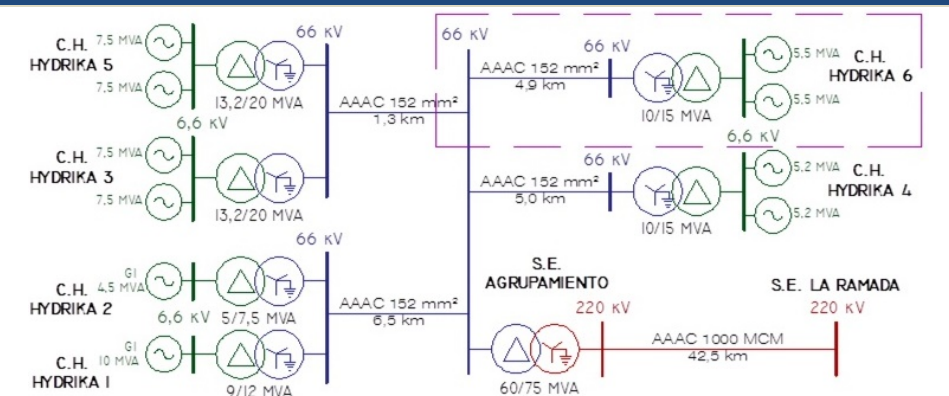 C.H.
HYDRIKA 5
7,5 MVA
7.5 MVA
6,6 KV
13,2/20 MVA
66 KV
AAAC 152 mm²
1,3 km
C.H.
HYDRIKA 3
7.5 MVA
7.5 MVA
13,2/20 MVA
66 KV
C.H.
HYDRIKA 2
G1
4,5 MVA
6,6 KV
5/7,5 MVA
AAAC 152 mm²
6,5 km
C.H.
HYDRIKA 1
G1
10 MVA
9/12 MVA
66 KV
AAAC 152 mm²
4,9 km
66 KV
10/15 MVA
5,5 MVA
5,5 MVA
C.H.
HYDRIKA 6
6,6 KV
66 KV
AAAC 152 mm²
5,0 km
10/15 MVA
5,2 MVA
5,2 MVA
C.H.
HYDRIKA 4
S.E.
AGRUPAMIENTO
220 KV
60/75 MVA
AAAC 1000 MCM
42,5 km
S.E. LA RAMADA
220 KV